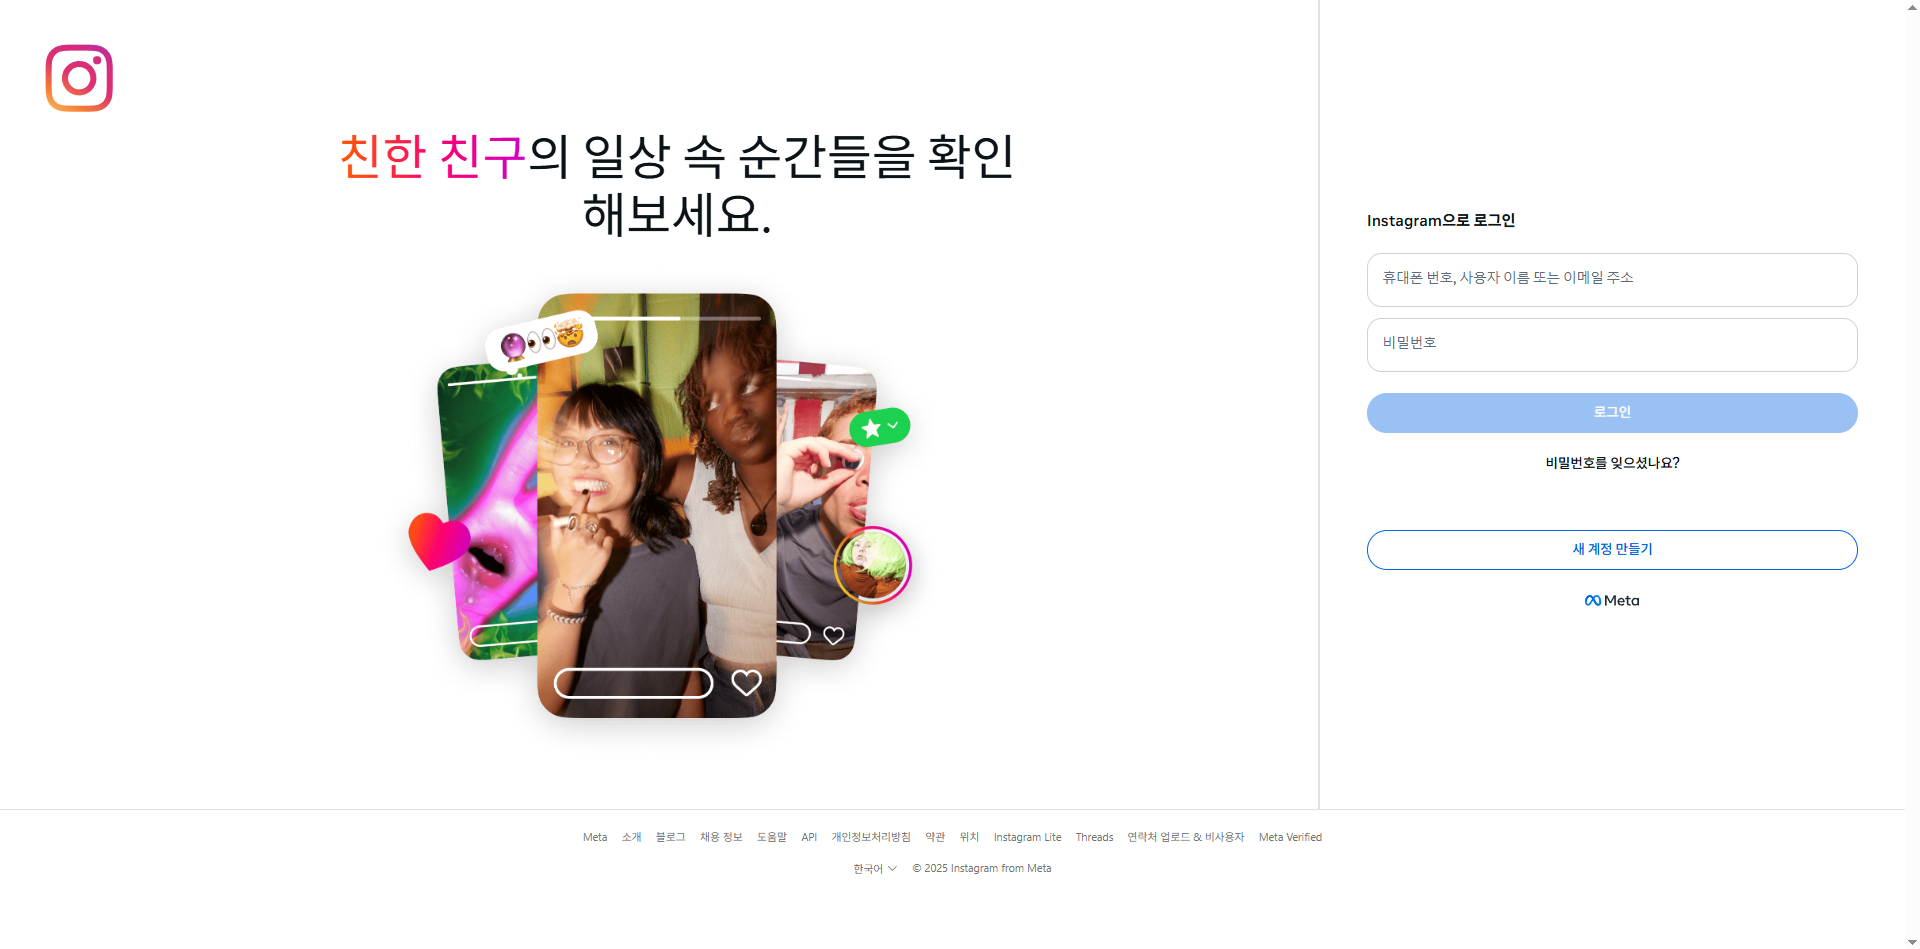 친한 친구의 일상 속 순간들을 확인
해보세요.
Instagram으로 로그인
휴대폰 번호, 사용자 이름 또는 이메일 주소
비밀번호
로그인
비밀번호를 잊으셨나요?
새 계정 만들기
Meta
Meta 소개 블로그 채용 정보 도움말 API 개인정보처리방침 약관 위치 Instagram Lite Threads 연락처 업로드 & 비사용자 Meta Verified
한국어 © 2025 Instagram from Meta